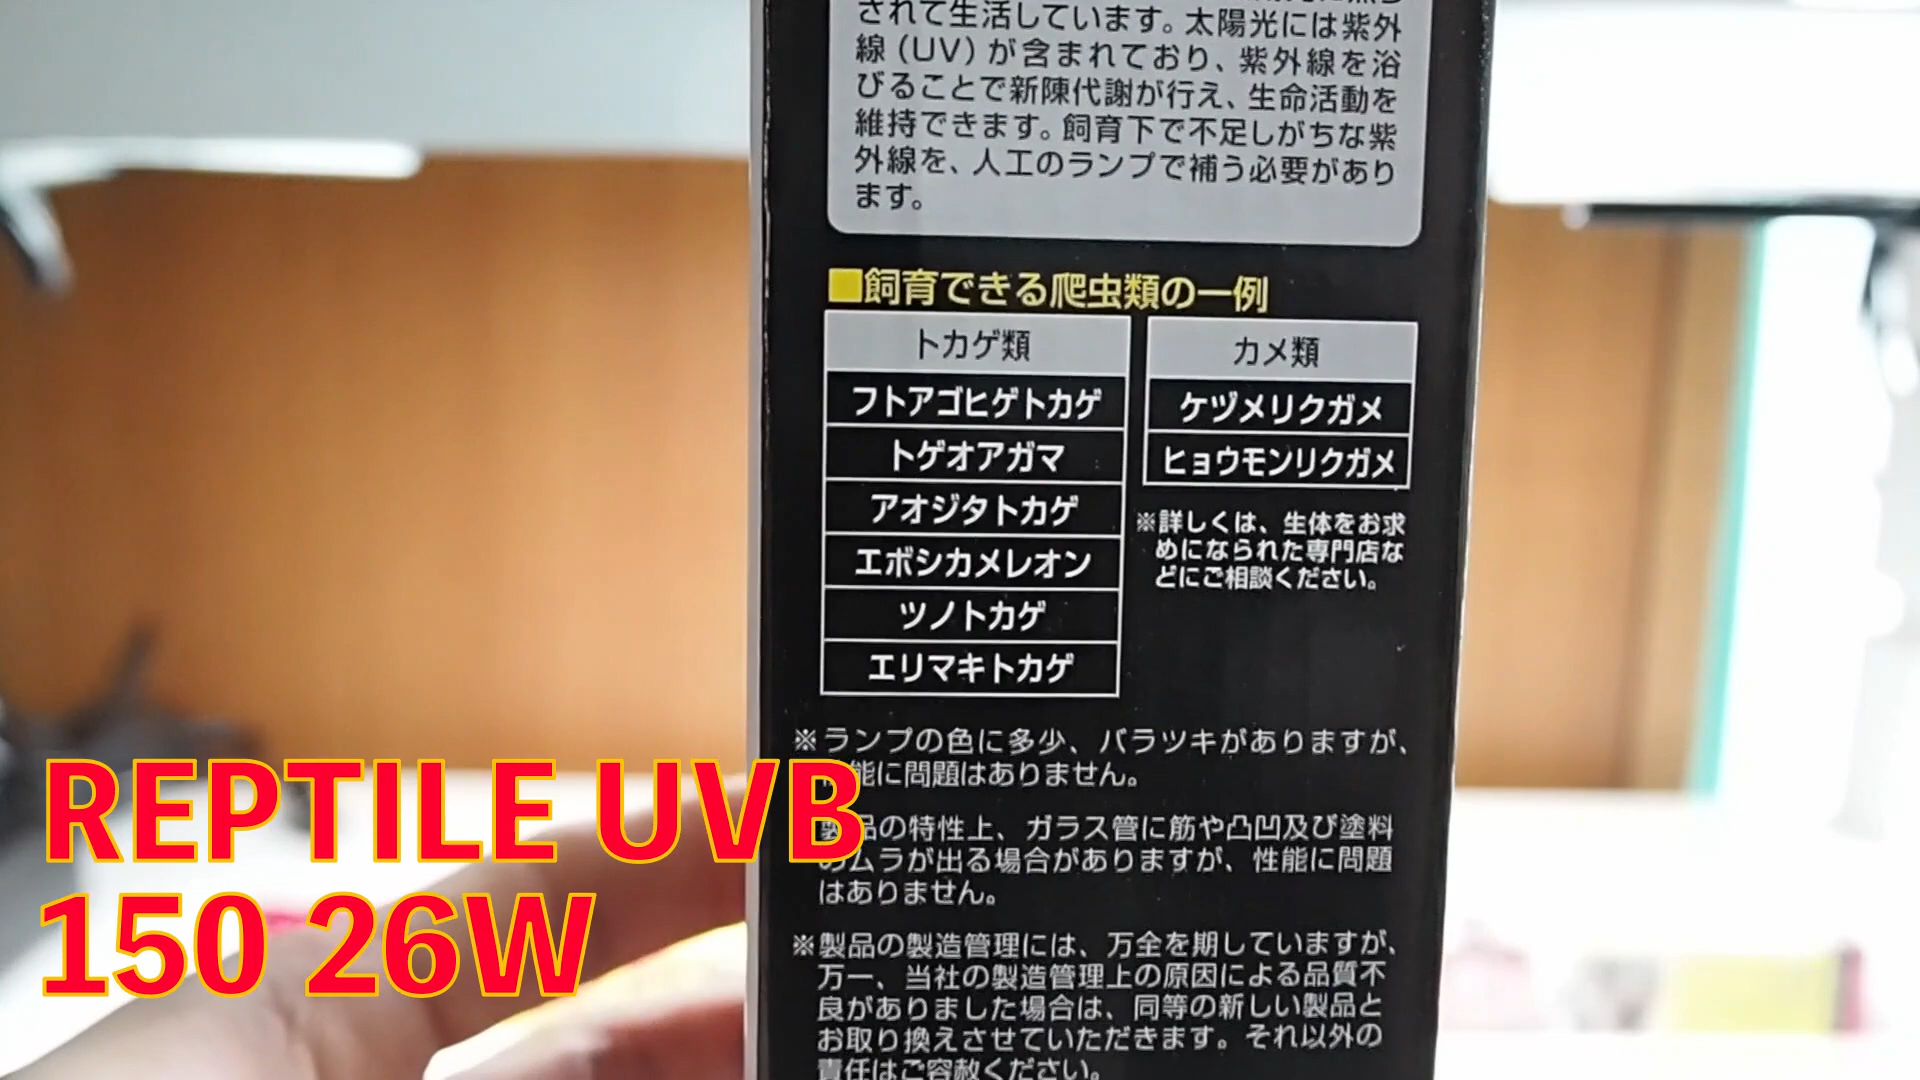 されて生活しています。太陽光には紫外
線(UV)が含まれており、紫外線を浴
びることで新陳代謝が行え、生命活動を
維持できます。飼育下で不足しがちな紫
外線を、人工のランプで補う必要があり
ます。
■飼育できる爬虫類の一例
トカゲ類
フトアゴヒゲトカゲ
トゲオアガマ
アオジタトカゲ
エボシカメレオン
ツノトカゲ
エリマキトカゲ
カメ類
ケヅメリクガメ
ヒョウモンリクガメ
※詳しくは、生体をお求
めになられた専門店な
どにご相談ください。
※ランプの色に多少、バラツキがありますが、
能に問題はありません。
製品の特性上、ガラス管に筋や凸凹及び塗料
のムラが出る場合がありますが、性能に問題
はありません。
※製品の製造管理には、万全を期していますが、
万一、当社の製造管理上の原因による品質不
良がありました場合は、同等の新しい製品と
お取り換えさせていただきます。それ以外の
責任はご容赦ください。
REPTILE UVB
150 26W